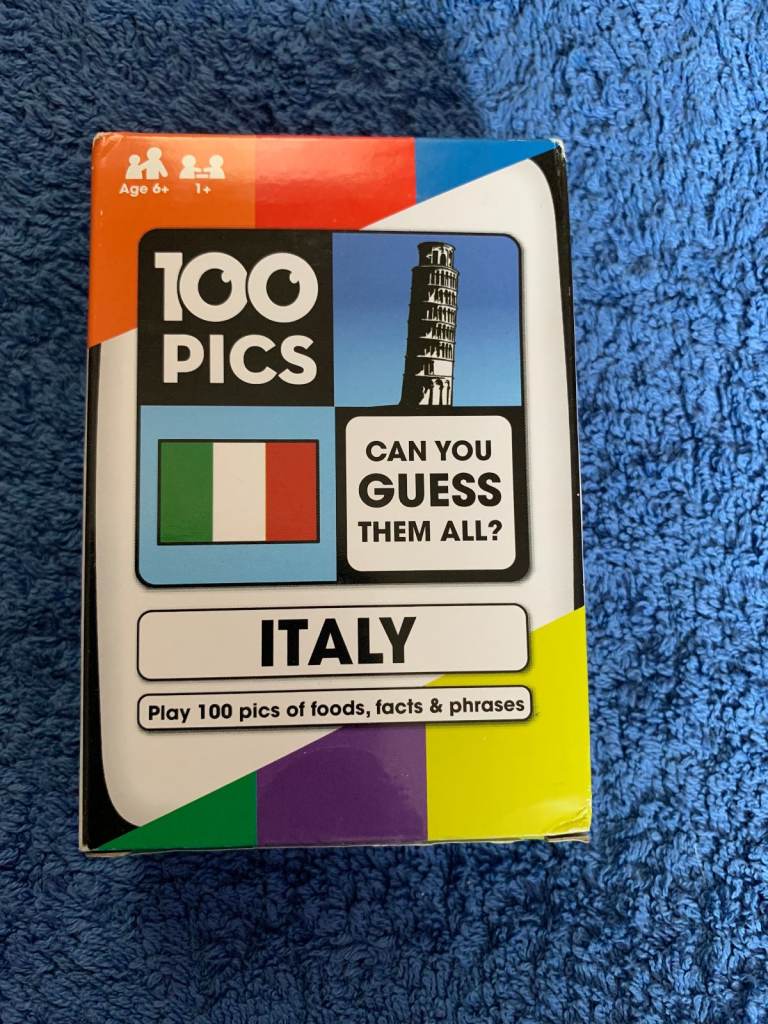 Age 6+ 1+
100
PICS
CAN YOU
GUESS
THEM ALL?
ITALY
Play 100 pics of foods, facts & phrases